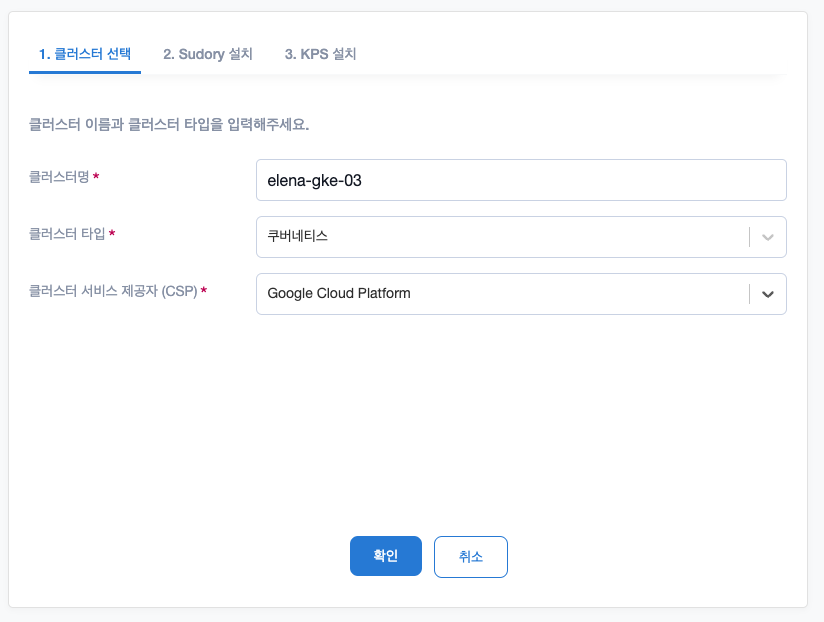 1. 클러스터 선택 2. Sudory 설치 3. KPS 설치
클러스터 이름과 클러스터 타입을 입력해주세요.
클러스터명 * elena-gke-03
클러스터 타입 * 쿠버네티스
클러스터 서비스 제공자 (CSP) * Google Cloud Platform
확인 취소